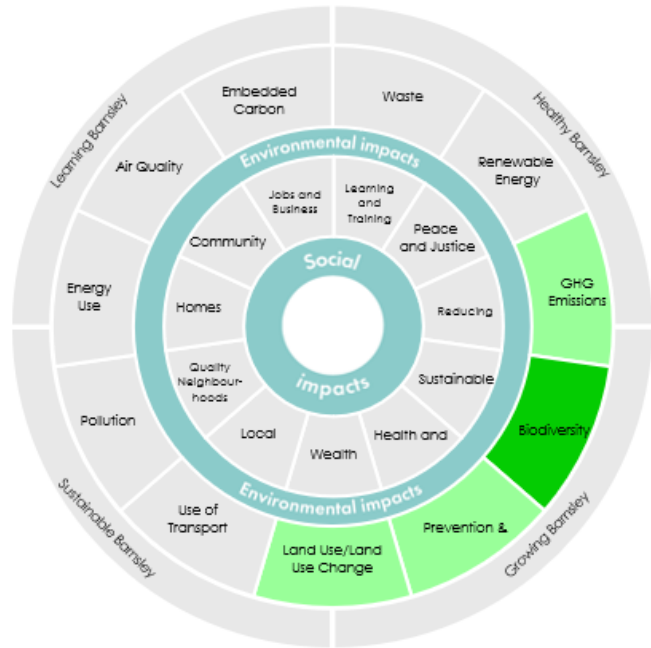 Learning Barnsley
Healthy Barnsley
Growing Barnsley
Sustainable Barnsley
Embedded
Carbon
Waste
Renewable
Energy
GHG
Emissions
Biodiversity
Prevention &
Land Use/Land
Use Change
Use of
Transport
Pollution
Energy
Use
Air Quality
Environmental impacts
Environmental impacts
Jobs and
Business
Learning
and
Training
Peace
and Justice
Reducing
Sustainable
Health and
Wealth
Local
Quality
Neighbour-
hoods
Homes
Community
Social
impacts